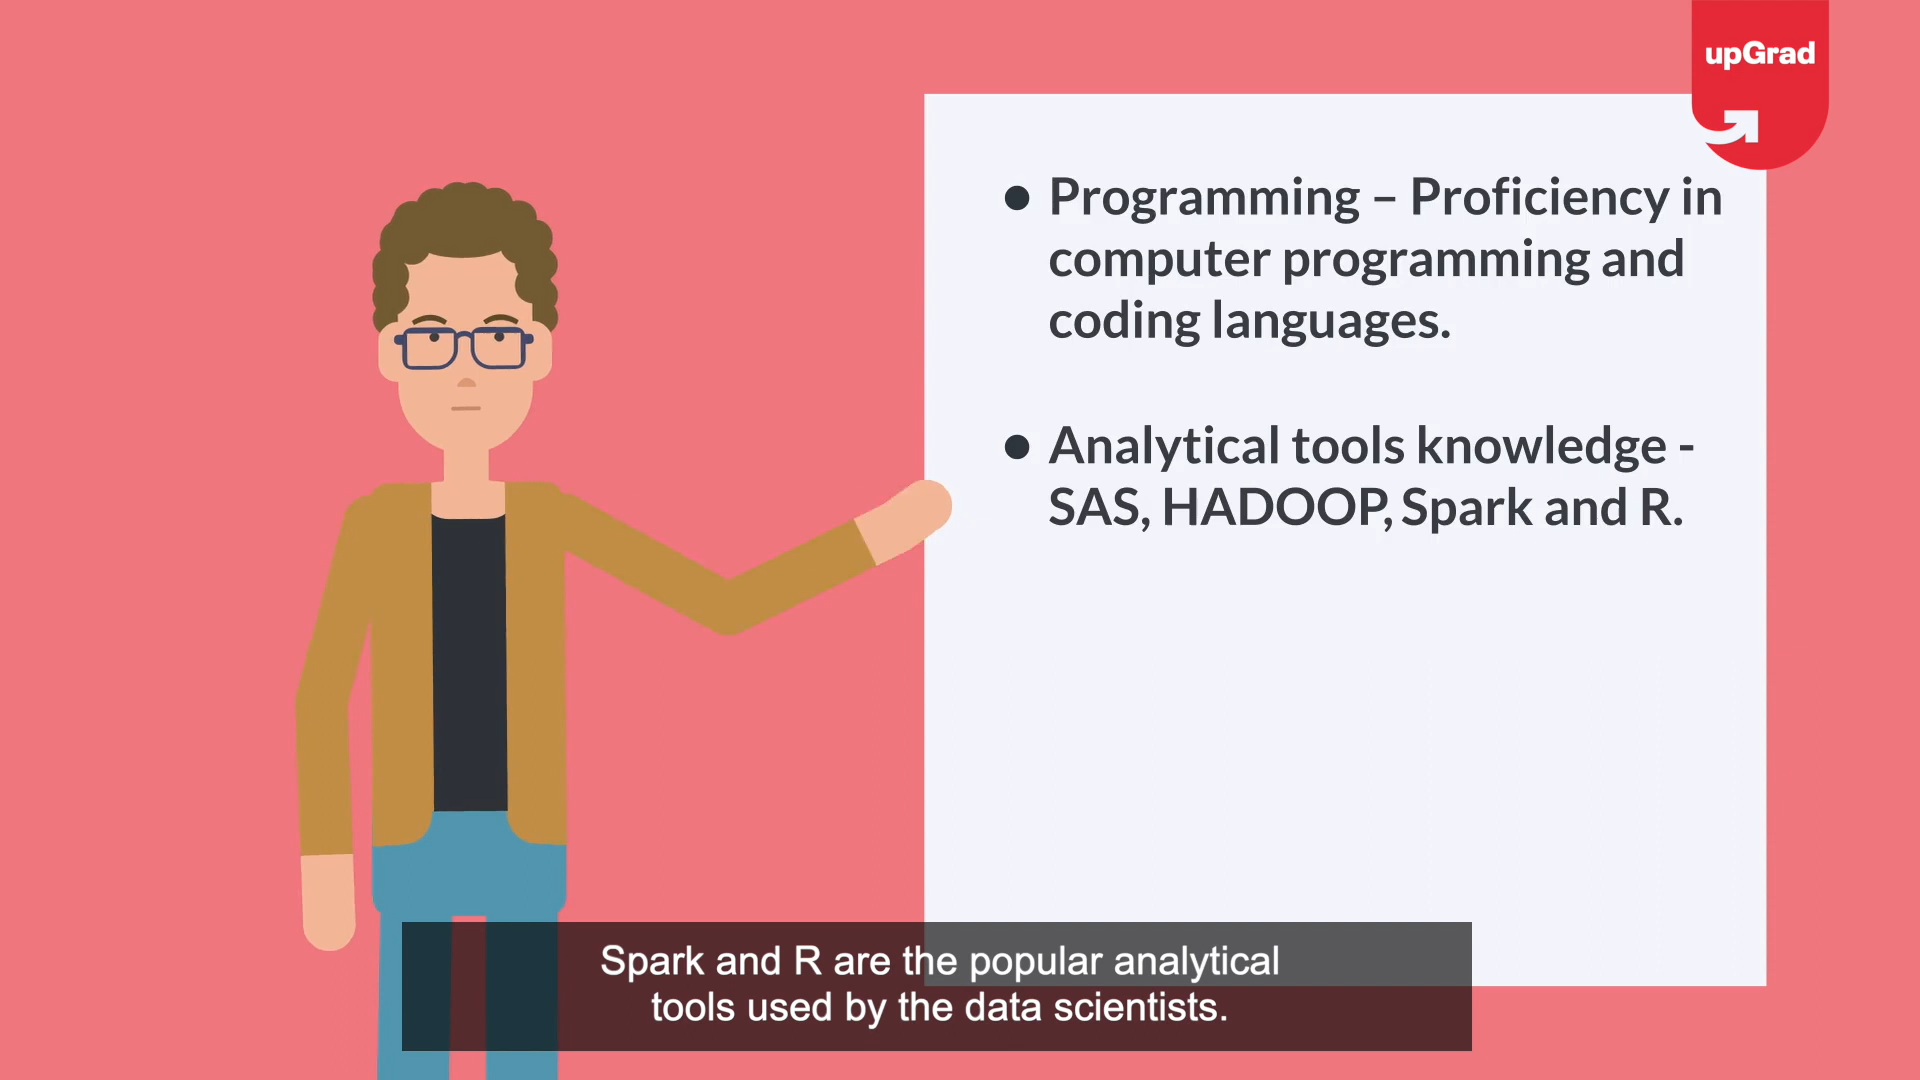 upGrad
● Programming – Proficiency in
computer programming and
coding languages.
● Analytical tools knowledge -
SAS, HADOOP, Spark and R.
Spark and R are the popular analytical
tools used by the data scientists.